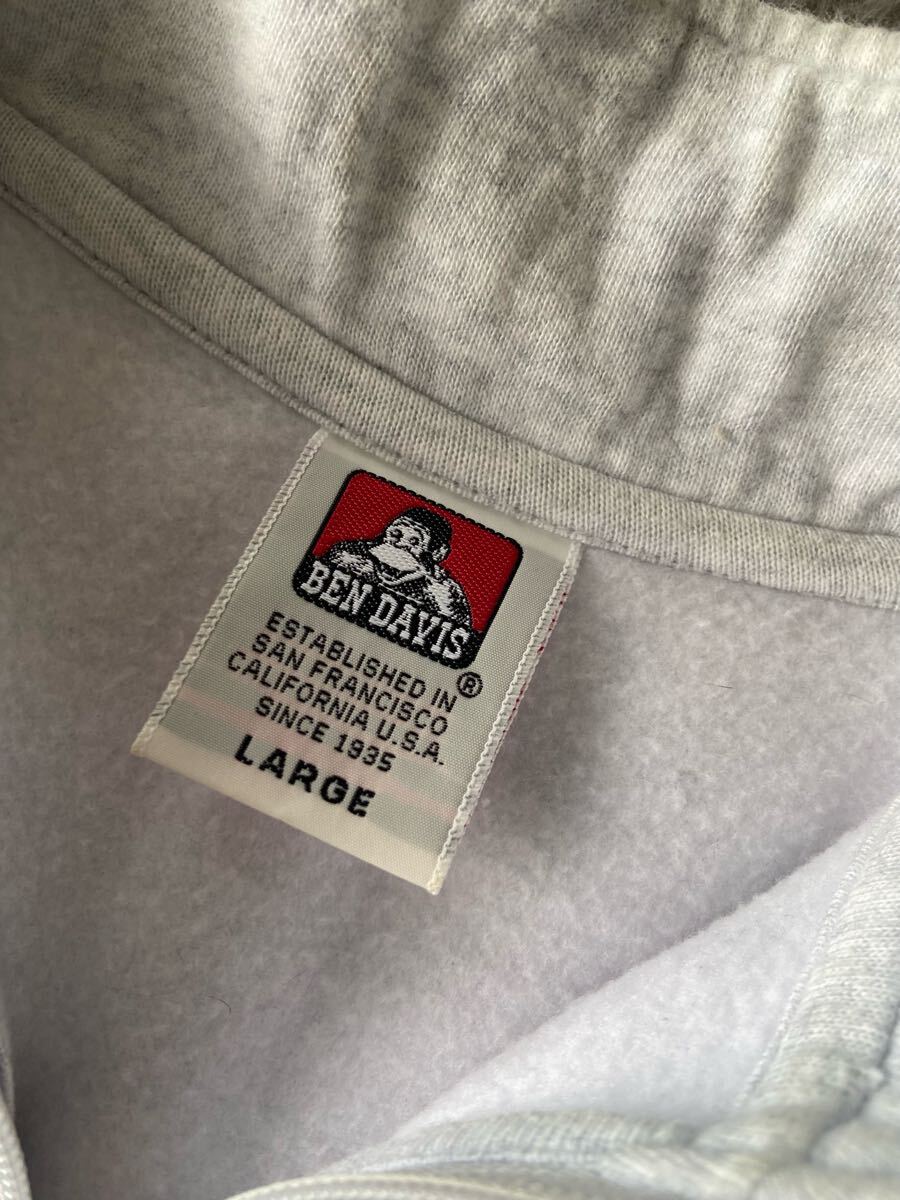 BEN DAVIS
®
ESTABLISHED IN
SAN FRANCISCO
CALIFORNIA U.S.A.
SINCE 1935
LARGE